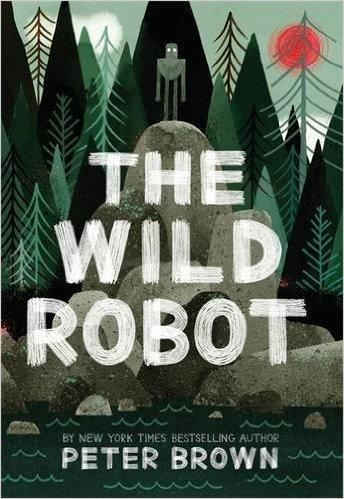 THE
WILD
ROBOT
BY NEW YORK TIMES BESTSELLING AUTHOR
PETER BROWN